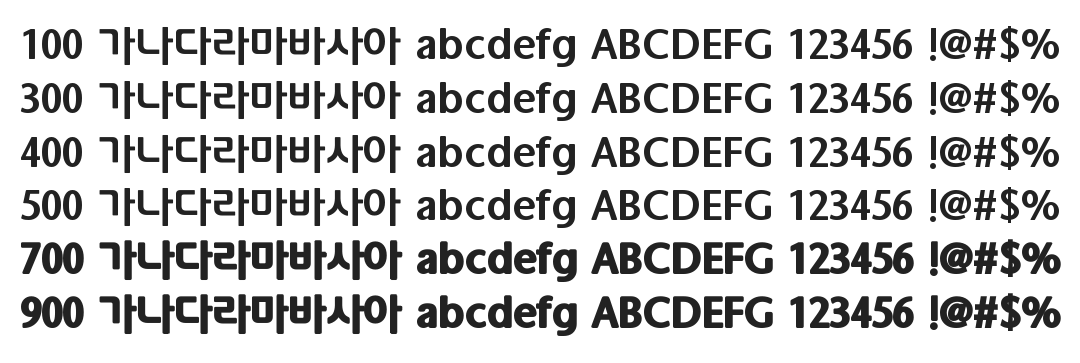 100 가나다라마바사아 abcdefg ABCDEFG 123456 !@#$%
300 가나다라마바사아 abcdefg ABCDEFG 123456 !@#$%
400 가나다라마바사아 abcdefg ABCDEFG 123456 !@#$%
500 가나다라마바사아 abcdefg ABCDEFG 123456 !@#$%
700 가나다라마바사아 abcdefg ABCDEFG 123456 !@#$%
900 가나다라마바사아 abcdefg ABCDEFG 123456 !@#$%